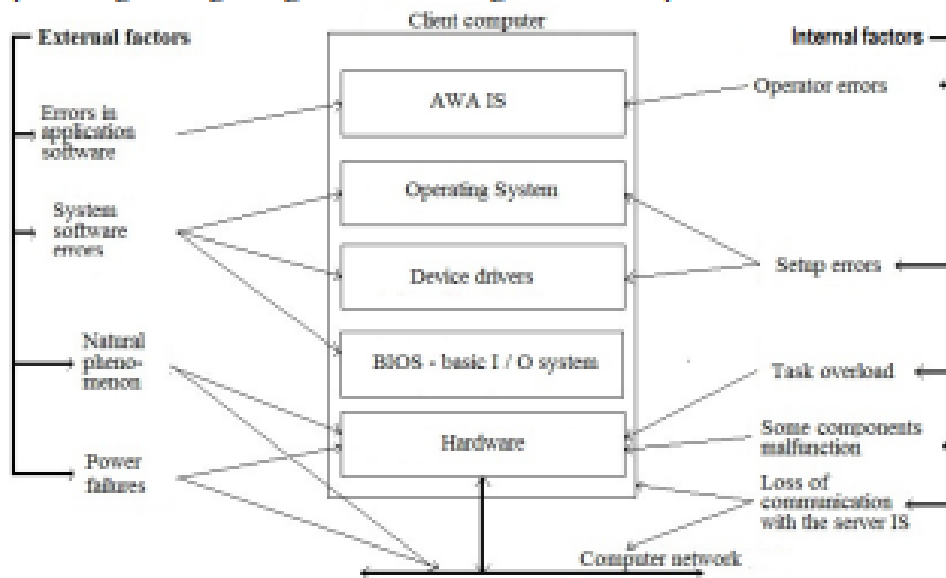 Client computer
External factors
Internal factors
AWA IS
Operator errors
Errors in
application
software
Operating System
System
software
errors
Device drivers
Setup errors
Natural
pheno-
menon
BIOS - basic I / O system
Task overload
Hardware
Some components
malfunction
Power
failures
Loss of
communication
with the server IS
Computer network